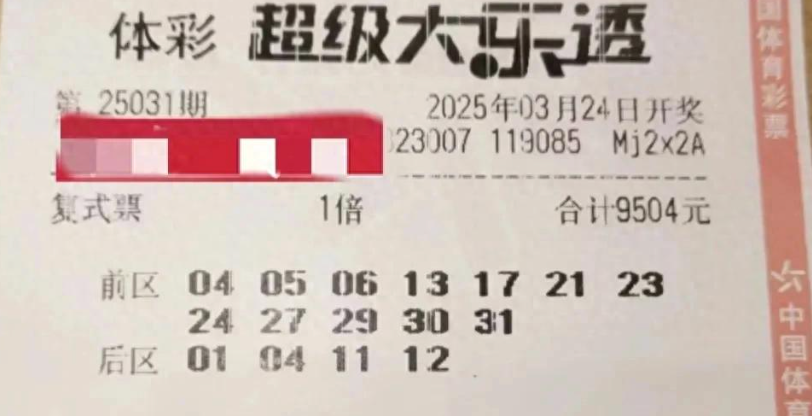 体彩 超级大乐透
第 25031期 2025年03月24日开奖
023007 119085 Mj2x2A
复式票 1倍 合计9504元
前区 04 05 06 13 17 21 23
24 27 29 30 31
后区 01 04 11 12
国体育彩票
中国体育